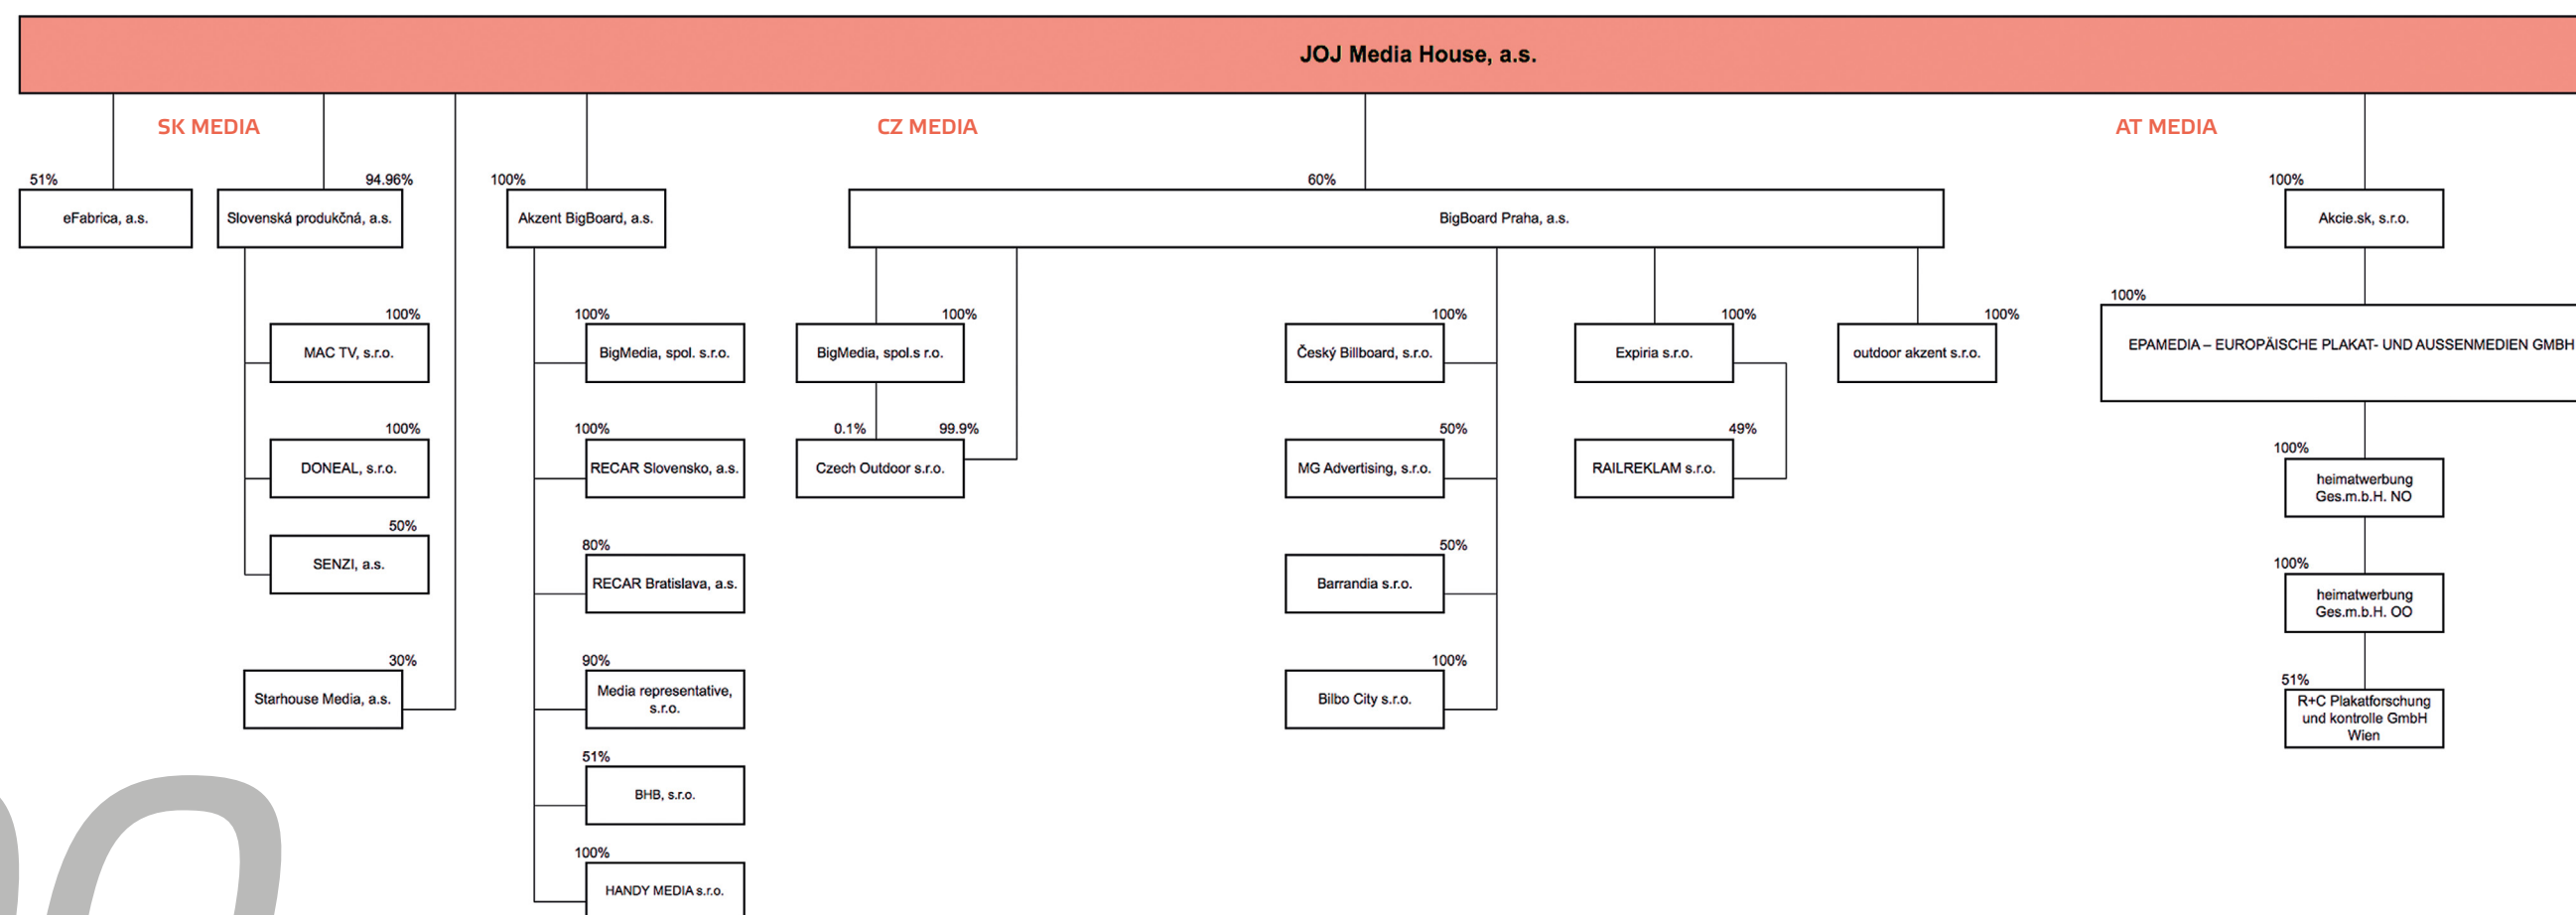 JOJ Media House, a.s.
SK MEDIA
CZ MEDIA
AT MEDIA
51%
eFabrica, a.s.
94.96%
Slovenská produkčná, a.s.
100%
MAC TV, s.r.o.
100%
DONEAL, s.r.o.
50%
SENZI, a.s.
30%
Starhouse Media, a.s.
100%
Akzent BigBoard, a.s.
100%
BigMedia, spol. s.r.o.
100%
RECAR Slovensko, a.s.
80%
RECAR Bratislava, a.s.
90%
Media representative,
s.r.o.
51%
BHB, s.r.o.
100%
HANDY MEDIA s.r.o.
60%
BigBoard Praha, a.s.
100%
BigMedia, spol.s r.o.
0.1%
99.9%
Czech Outdoor s.r.o.
100%
Český Billboard, s.r.o.
50%
MG Advertising, s.r.o.
50%
Barrandia s.r.o.
100%
Bilbo City s.r.o.
100%
Expiria s.r.o.
49%
RAILREKLAM s.r.o.
100%
outdoor akzent s.r.o.
100%
Akcie.sk, s.r.o.
100%
EPAMEDIA – EUROPÄISCHE PLAKAT- UND AUSSENMEDIEN GMBH
100%
heimatwerbung
Ges.m.b.H. NO
100%
heimatwerbung
Ges.m.b.H. OO
51%
R+C Plakatforschung
und kontrolle GmbH
Wien